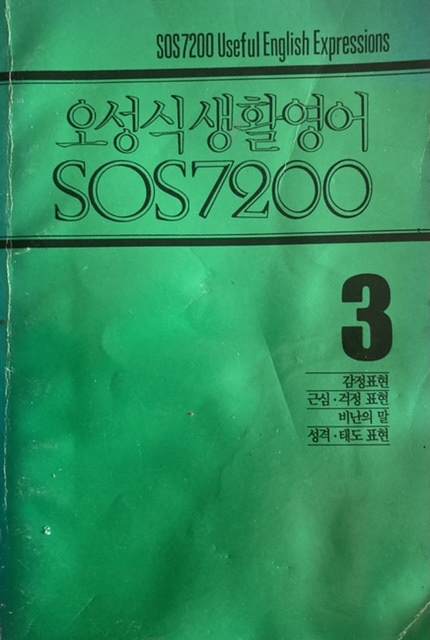 SOS7200 Useful English Expressions
오성식생활영어
SOS7200
3
감정표현
근심·걱정 표현
비난의 말
성격·태도 표현